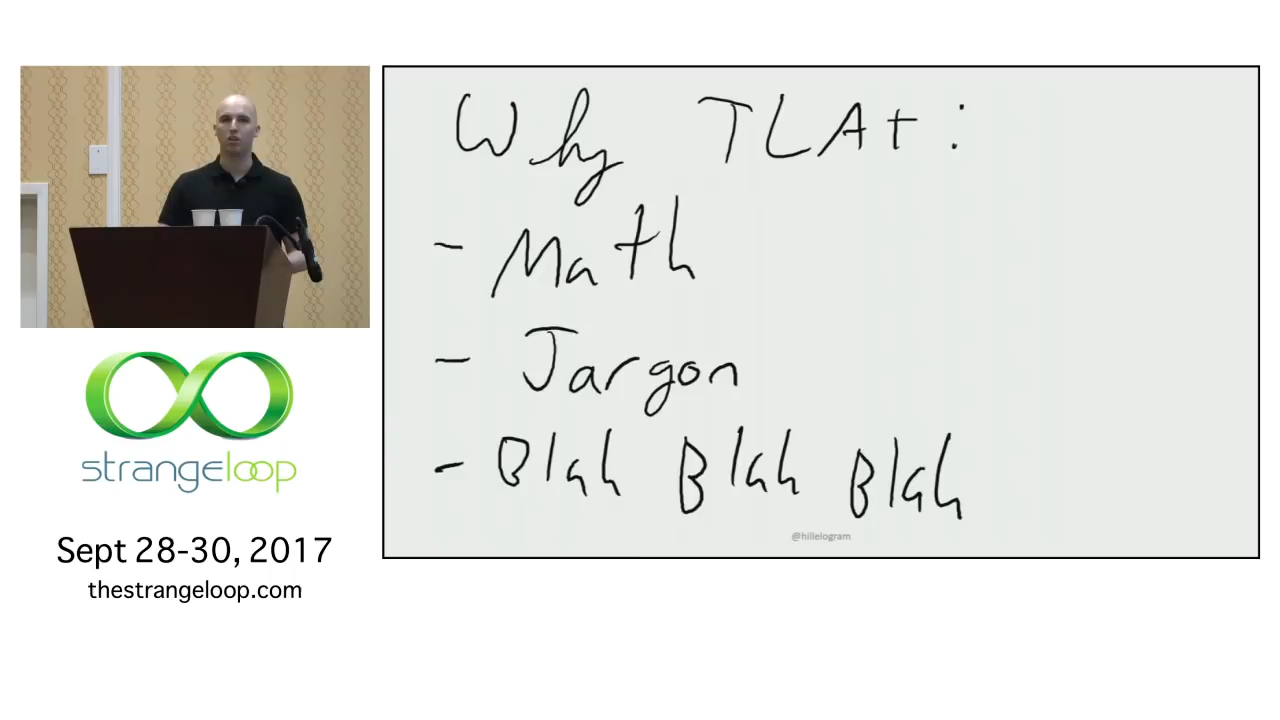 Why TLA+:
- Math
- Jargon
- Blah Blah Blah
@hillelogram
strangeloop
Sept 28-30, 2017
thestrangeloop.com